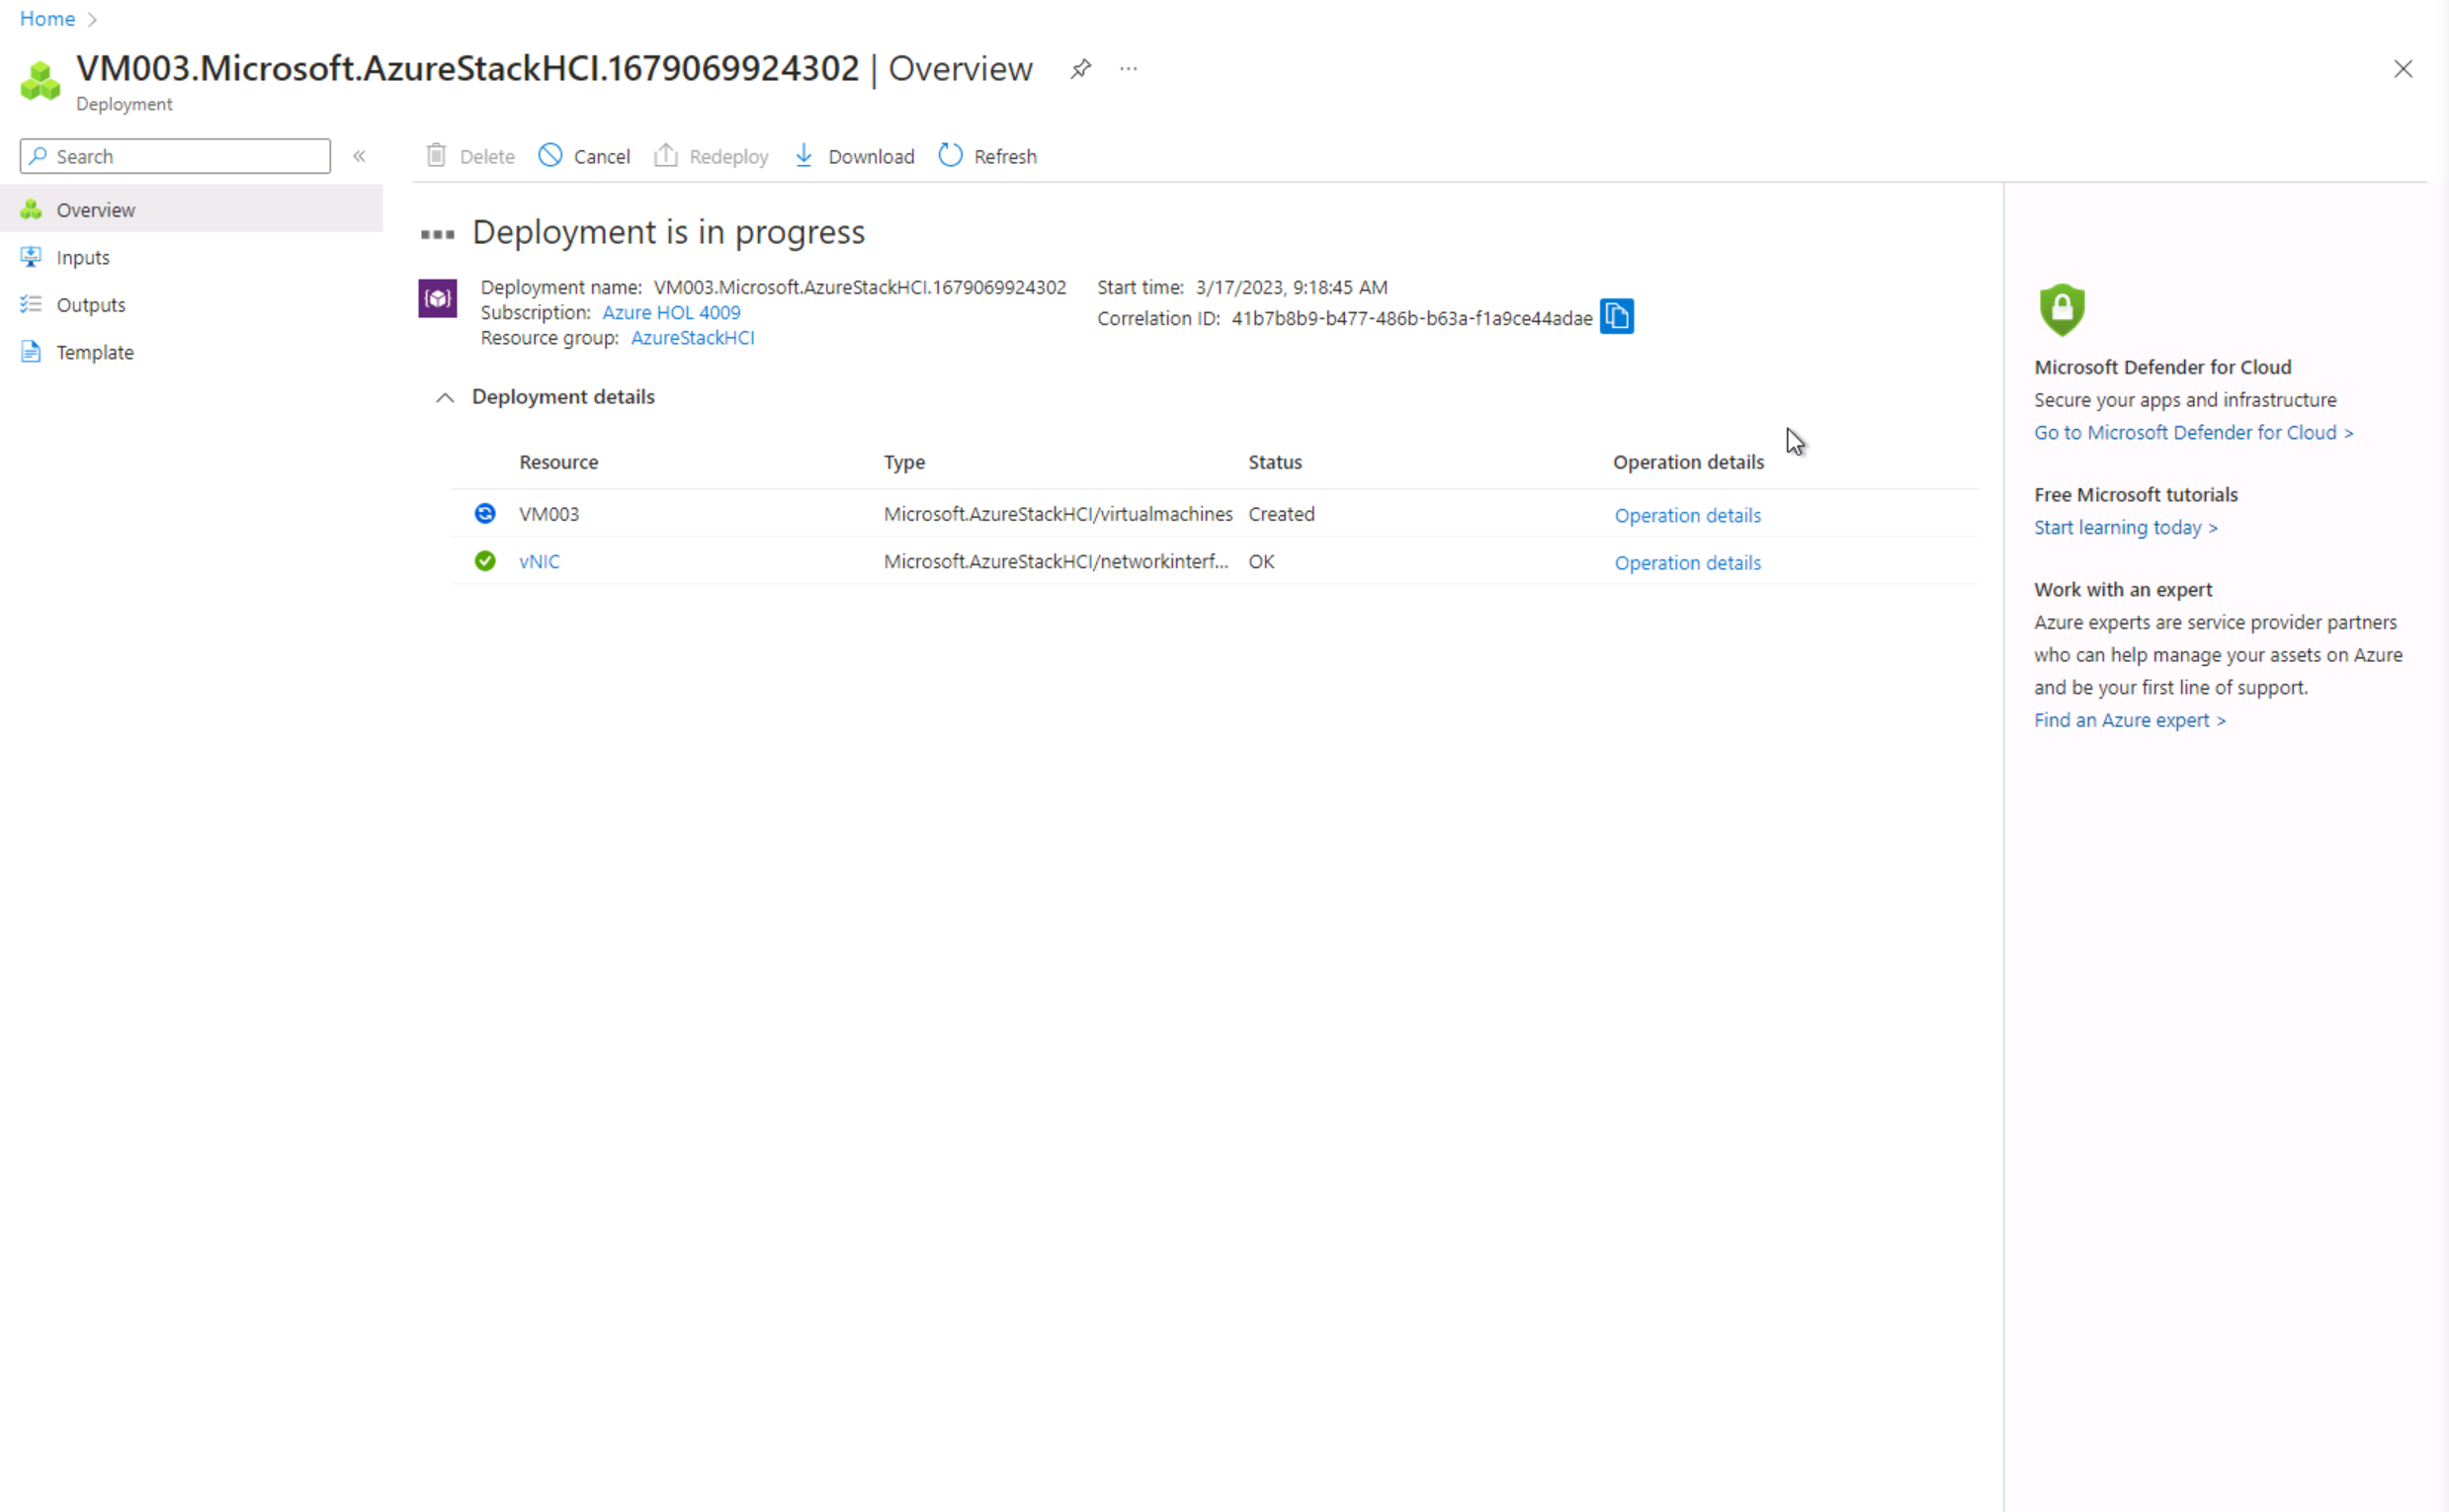 Home >
VM003.Microsoft.AzureStackHCI.1679069924302 | Overview ...
Deployment
Search «
Delete Cancel Redeploy Download Refresh
Overview
Inputs
Outputs
Template
Deployment is in progress
Deployment name: VM003.Microsoft.AzureStackHCI.1679069924302
Subscription: Azure HOL 4009
Resource group: AzureStackHCI
Start time: 3/17/2023, 9:18:45 AM
Correlation ID: 41b7b8b9-b477-486b-b63a-f1a9ce44adae
Deployment details
Resource Type Status Operation details
VM003 Microsoft.AzureStackHCI/virtualmachines Created Operation details
vNIC Microsoft.AzureStackHCI/networkinterf... OK Operation details
Microsoft Defender for Cloud
Secure your apps and infrastructure
Go to Microsoft Defender for Cloud >
Free Microsoft tutorials
Start learning today >
Work with an expert
Azure experts are service provider partners
who can help manage your assets on Azure
and be your first line of support.
Find an Azure expert >